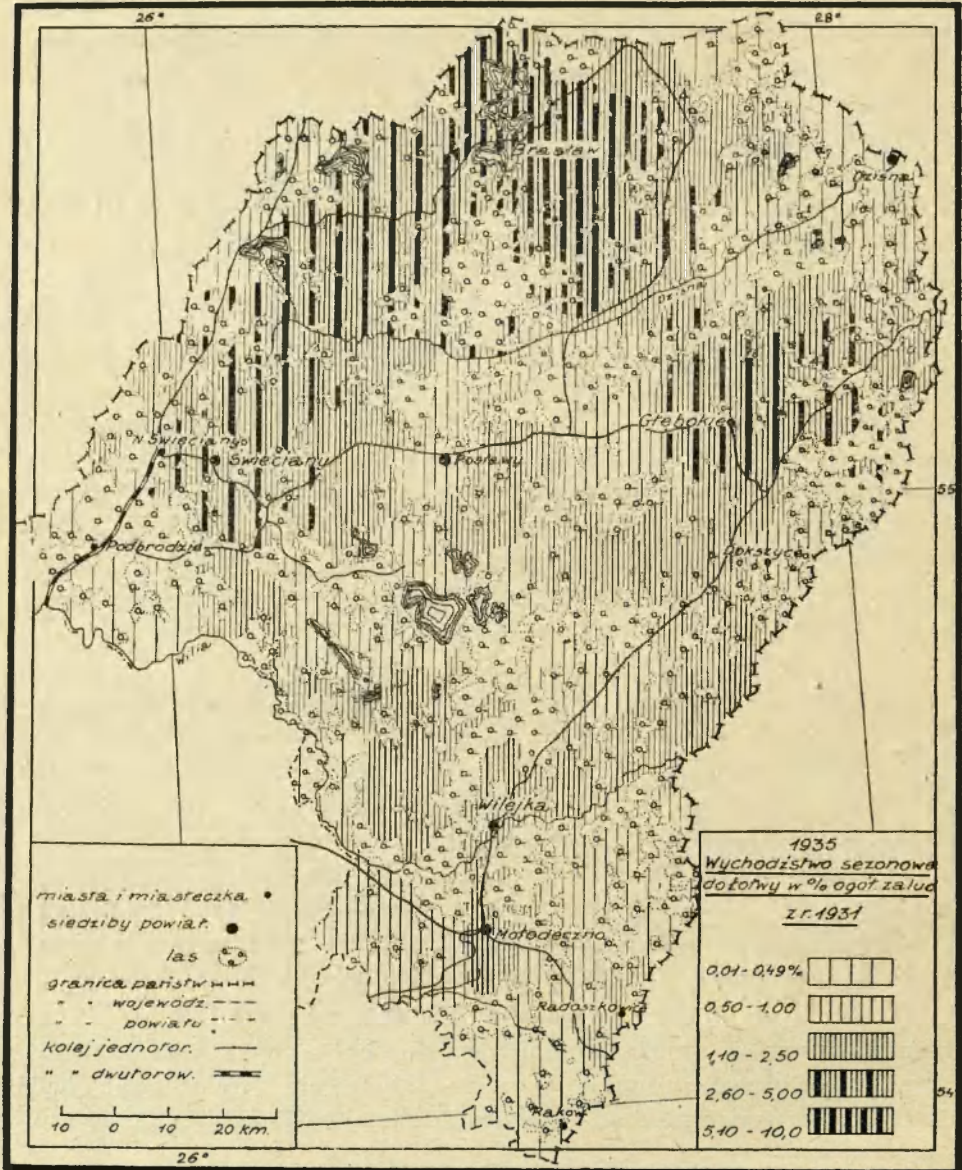 26°
28°
Brasław
Dzisna
Dzisna
N.Święciany
Święciany
Postawy
Głębokie
55
Podbrodzie
Dokszyce
Wilia
Wilejka
Mołodeczno
Radoszkowice
Raków
54°
26°
miasta i miasteczka
siedziby powiat.
las
granica państw
" - wojewódz.
" - powiatu
kolej jednotor.
" " dwutorow.
10 0 10 20 km.
1935
Wychodźstwo sezonowe
do Łotwy w % ogół. zalud
z r. 1931
0,01 - 0,49%
0,50 - 1,00
1,10 - 2,50
2,60 - 5,00
5,10 - 10,0